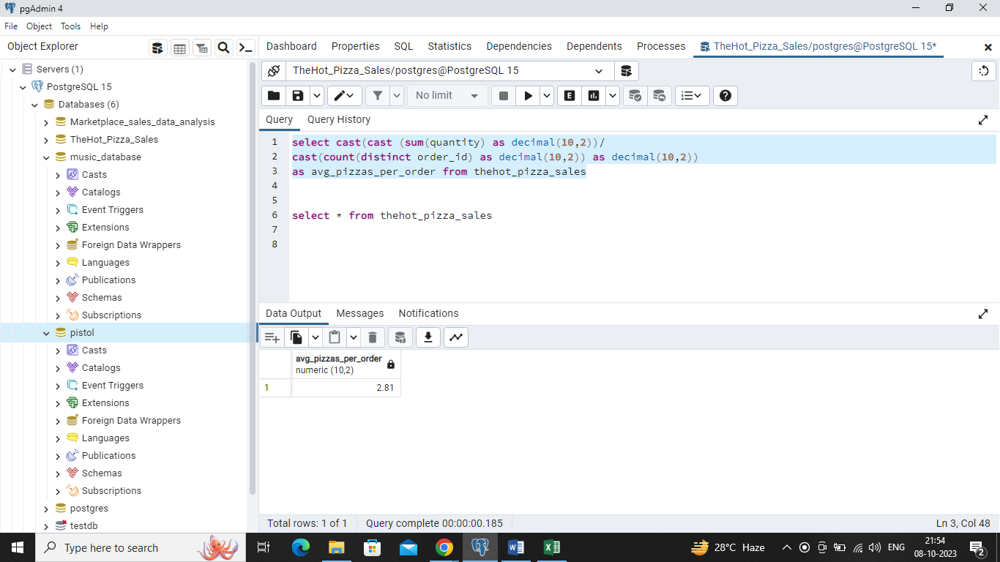 pgAdmin 4
File Object Tools Help
Object Explorer
Dashboard Properties SQL Statistics Dependencies Dependents Processes TheHot_Pizza_Sales/postgres@PostgreSQL 15*
Servers (1)
PostgreSQL 15
Databases (6)
Marketplace_sales_data_analysis
TheHot_Pizza_Sales
music_database
Casts
Catalogs
Event Triggers
Extensions
Foreign Data Wrappers
Languages
Publications
Schemas
Subscriptions
pistol
Casts
Catalogs
Event Triggers
Extensions
Foreign Data Wrappers
Languages
Publications
Schemas
Subscriptions
postgres
testdb
TheHot_Pizza_Sales/postgres@PostgreSQL 15
No limit
E
Query Query History
1 select cast(cast (sum(quantity) as decimal(10,2))/
2 cast(count(distinct order_id) as decimal(10,2)) as decimal(10,2))
3 as avg_pizzas_per_order from thehot_pizza_sales
4
5
6 select * from thehot_pizza_sales
7
8
Data Output Messages Notifications
avg_pizzas_per_order
numeric (10,2)
1 2.81
Total rows: 1 of 1 Query complete 00:00:00.185 Ln 3, Col 48
Type here to search
28°C Haze
ENG
21:54
08-10-2023
2